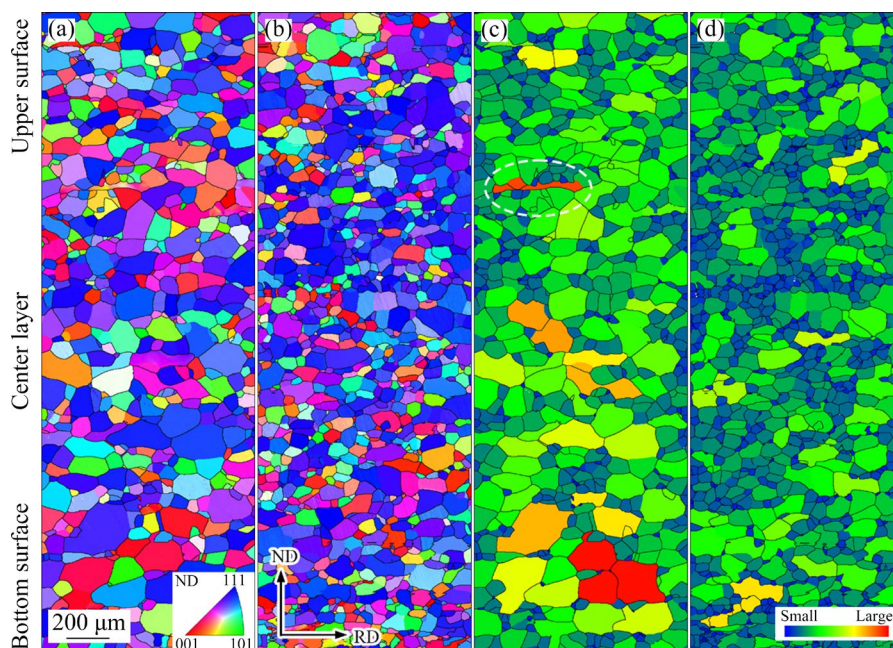 (a)
(b)
(c)
(d)
Upper surface
Center layer
Bottom surface
200 μm
ND
111
001
101
ND
RD
Small
Large